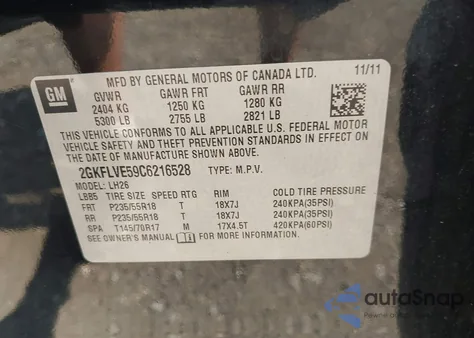 GM
MFD BY GENERAL MOTORS OF CANADA LTD. 11/11
GVWR GAWR FRT GAWR RR
2404 KG 1250 KG 1280 KG
5300 LB 2755 LB 2821 LB
THIS VEHICLE CONFORMS TO ALL APPLICABLE U.S. FEDERAL MOTOR
VEHICLE SAFETY AND THEFT PREVENTION STANDARDS IN EFFECT ON THE
DATE OF MANUFACTURE SHOWN ABOVE.
2GKFLVE59C6216528 TYPE: M.P.V.
MODEL: LH26
LBB5 TIRE SIZE SPEED RTG RIM COLD TIRE PRESSURE
FRT P235/55R18 T 18X7J 240KPA(35PSI)
RR P235/55R18 T 18X7J 240KPA(35PSI)
SPA T145/70R17 M 17X4.5T 420KPA(60PSI)
SEE OWNER'S MANUAL FOR MORE INFORMATION.
autoSnap